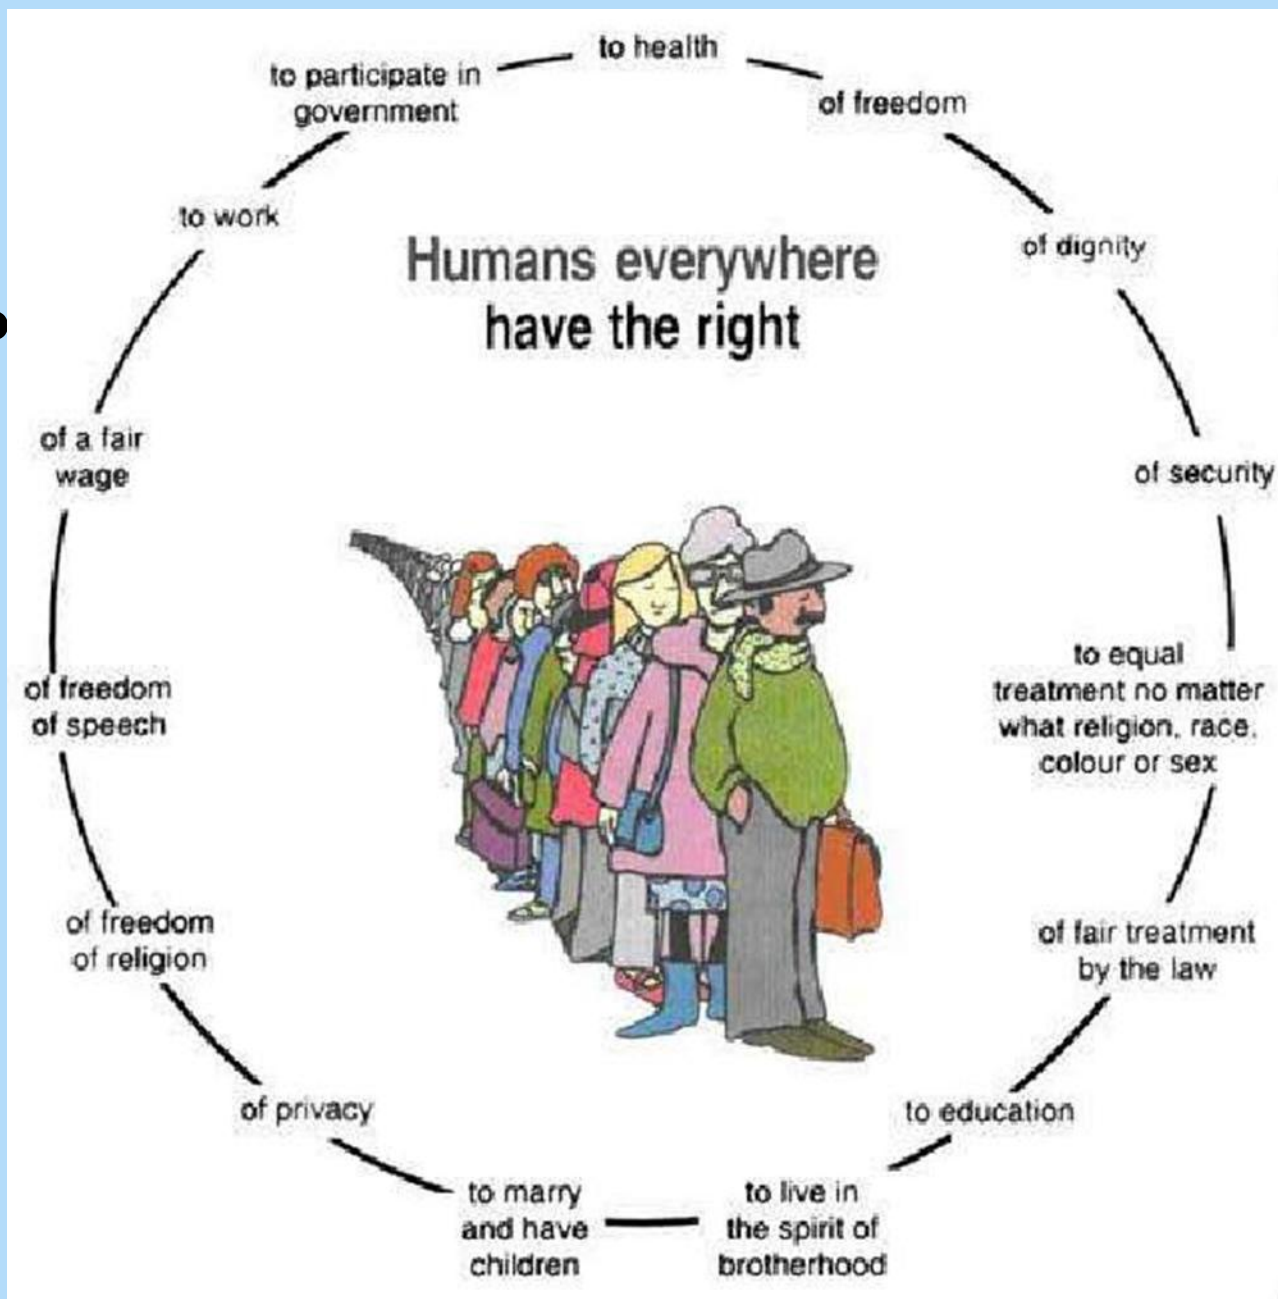 Humans everywhere
have the right
to health
of freedom
of dignity
of security
to equal
treatment no matter
what religion, race,
colour or sex
of fair treatment
by the law
to education
to live in
the spirit of
brotherhood
to marry
and have
children
of privacy
of freedom
of religion
of freedom
of speech
of a fair
wage
to work
to participate in
government